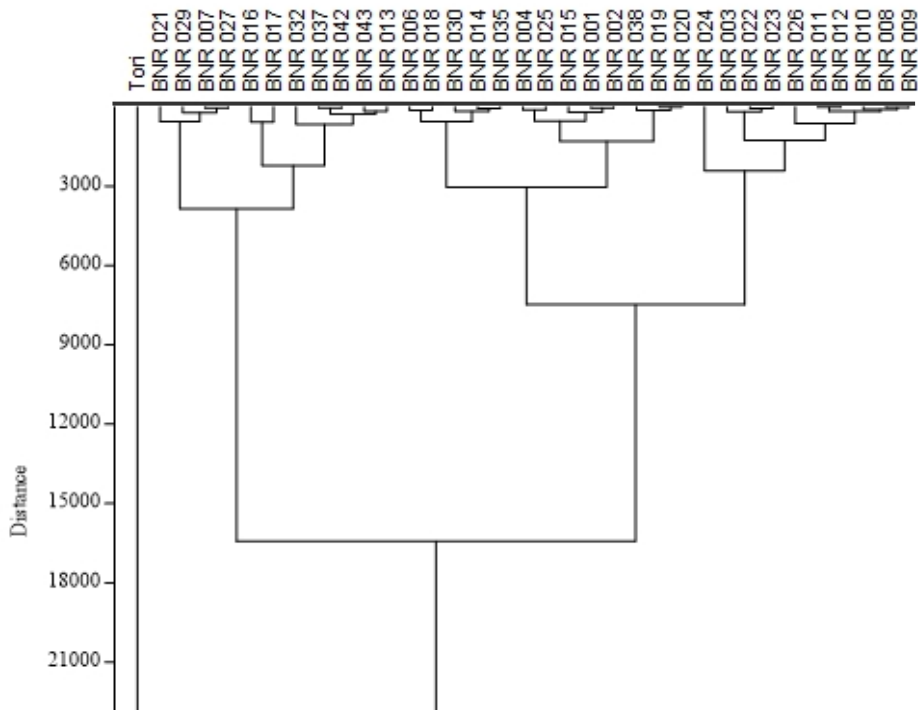 Tori
BNR 021
BNR 029
BNR 007
BNR 027
BNR 016
BNR 017
BNR 032
BNR 037
BNR 042
BNR 043
BNR 013
BNR 006
BNR 018
BNR 030
BNR 014
BNR 035
BNR 004
BNR 025
BNR 015
BNR 001
BNR 002
BNR 038
BNR 019
BNR 020
BNR 024
BNR 003
BNR 022
BNR 023
BNR 026
BNR 011
BNR 012
BNR 010
BNR 008
BNR 009
3000
6000
9000
12000
15000
18000
21000
Distance